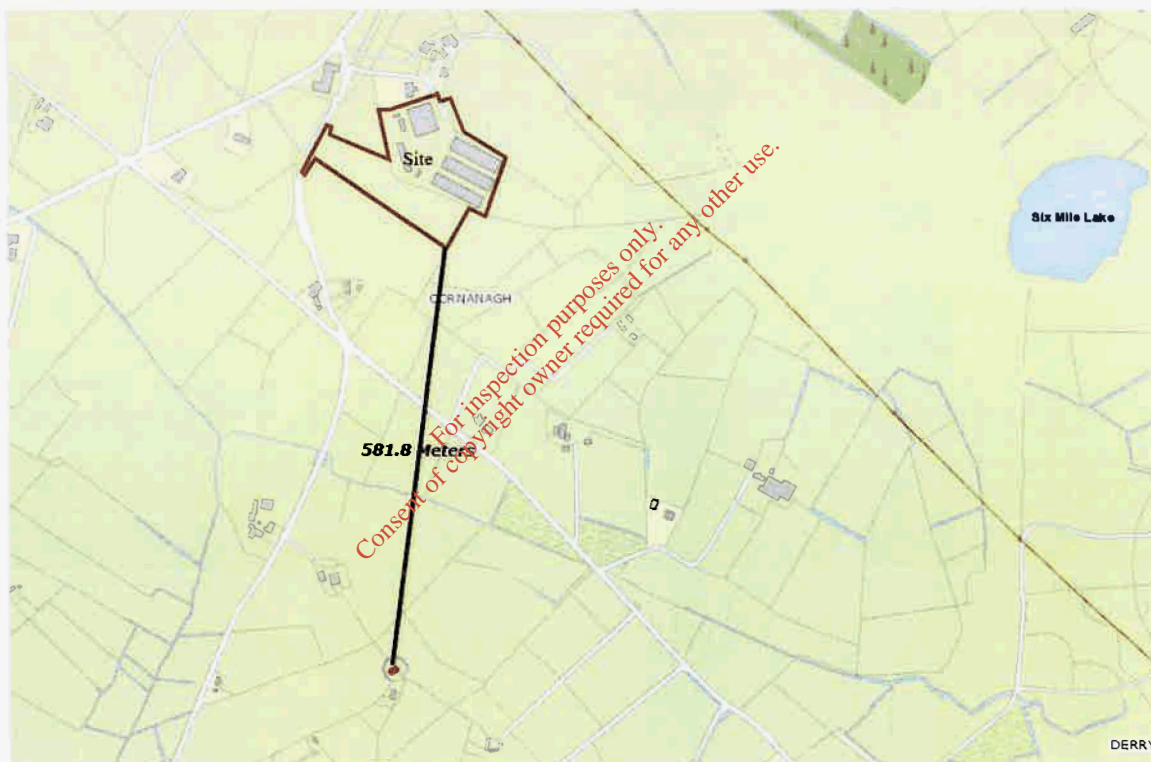 Site
Six Mile Lake
CORNANAGH
581.8 Meters
For inspection purposes only.
Consent of copyright owner required for any other use.
DERRY